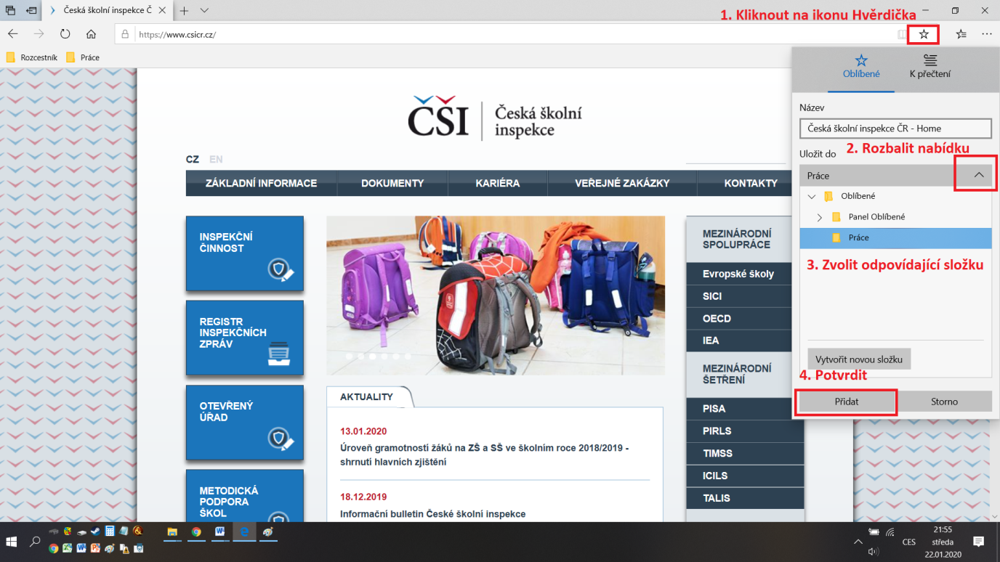 Česká školní inspekce Č
1. Kliknout na ikonu Hvěrdička
https://www.csicr.cz/
Rozcestník
Práce
Oblíbené
K přečtení
Název
Česká školní inspekce ČR - Home
2. Rozbalit nabídku
Uložit do
Práce
Oblíbené
Panel Oblíbené
Práce
3. Zvolit odpovídající složku
Vytvořit novou složku
4. Potvrdit
Přidat
Storno
ČŠI
Česká školní
inspekce
CZ EN
ZÁKLADNÍ INFORMACE
DOKUMENTY
KARIÉRA
VEŘEJNÉ ZAKÁZKY
KONTAKTY
INSPEKČNÍ
ČINNOST
REGISTR
INSPEKČNÍCH
ZPRÁV
OTEVŘENÝ
ÚŘAD
METODICKÁ
PODPORA
ŠKOL
AKTUALITY
13.01.2020
Úroveň gramotností žáků na ZŠ a SŠ ve školním roce 2018/2019 -
shrnutí hlavních zjištění
18.12.2019
Informační bulletin České školní inspekce
MEZINÁRODNÍ
SPOLUPRÁCE
Evropské školy
SICI
OECD
IEA
MEZINÁRODNÍ
ŠETŘENÍ
PISA
PIRLS
TIMSS
ICILS
TALIS
CES
21:55
středa
22.01.2020